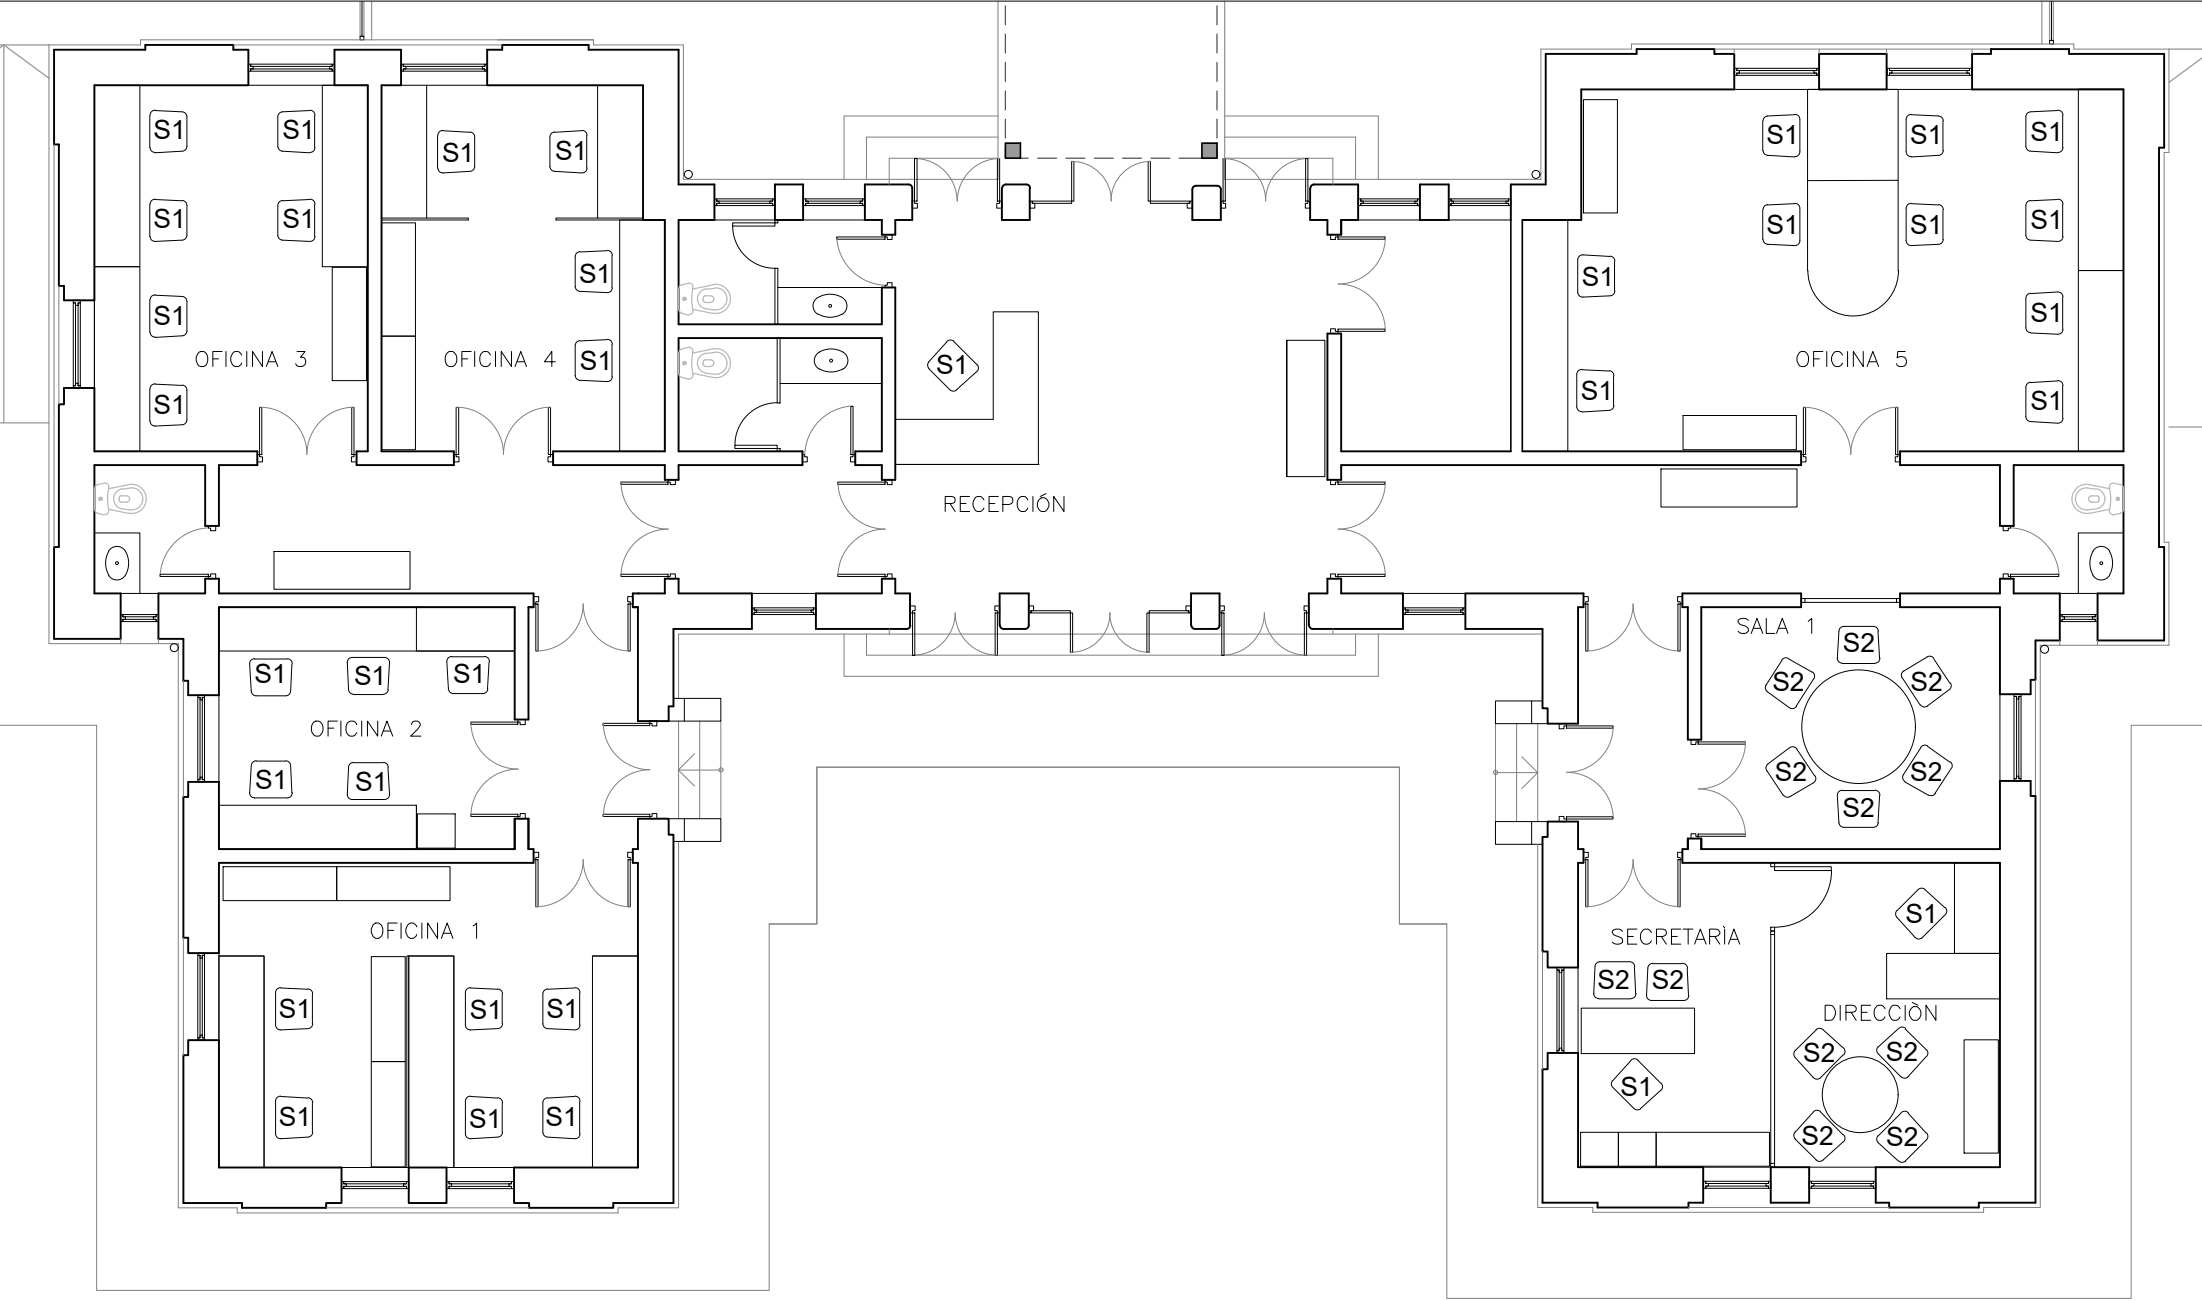 S1 S1 S1 S1 S1 S1 S1
S1 S1 S1 S1 S1 S1 S1
S1 S1
S1 S1
OFICINA 3 OFICINA 4 S1 S1 OFICINA 5
S1 S1 S1
RECEPCIÓN
SALA 1 S2
S1 S1 S1 S2 S2
OFICINA 2
S1 S1 S2 S2
S2
S1
OFICINA 1 SECRETARÌA
S2 S2
S1 S1 S1 DIRECCIÒN
S2 S2
S1
S1 S1 S1 S2 S2